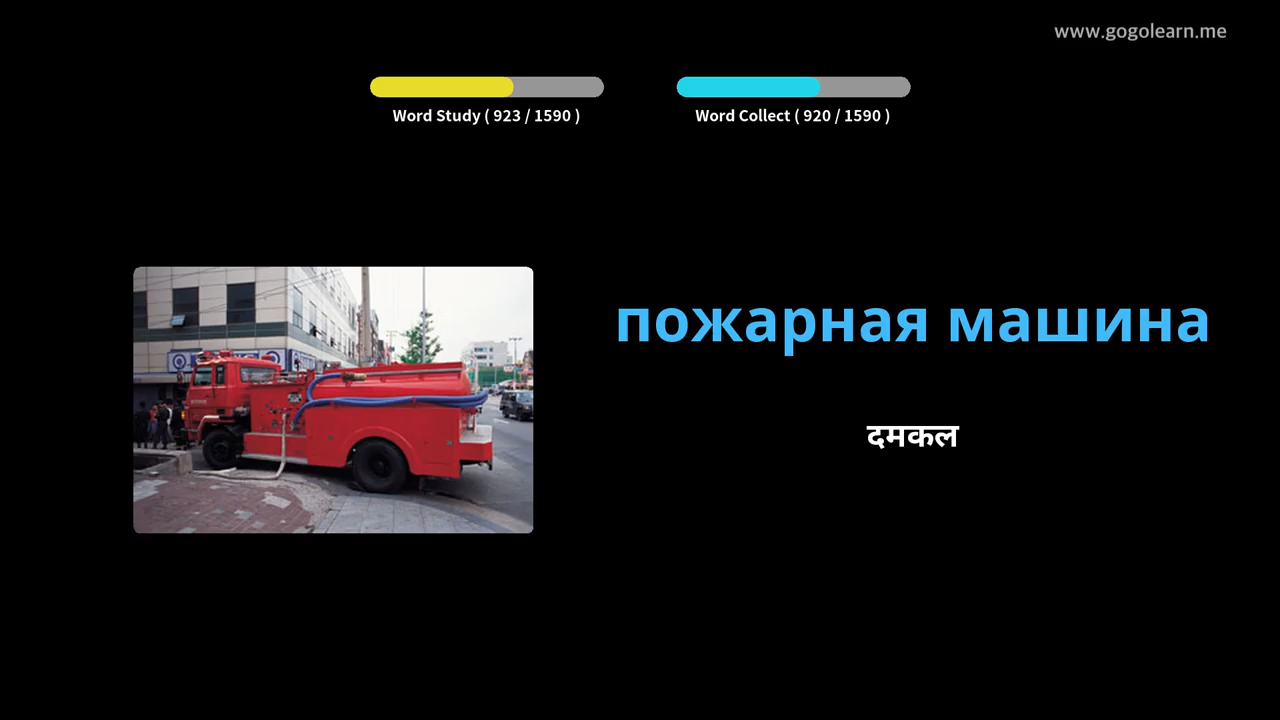 www.gogolearn.me
Word Study ( 923 / 1590 )
Word Collect ( 920 / 1590 )
пожарная машина
दमकल